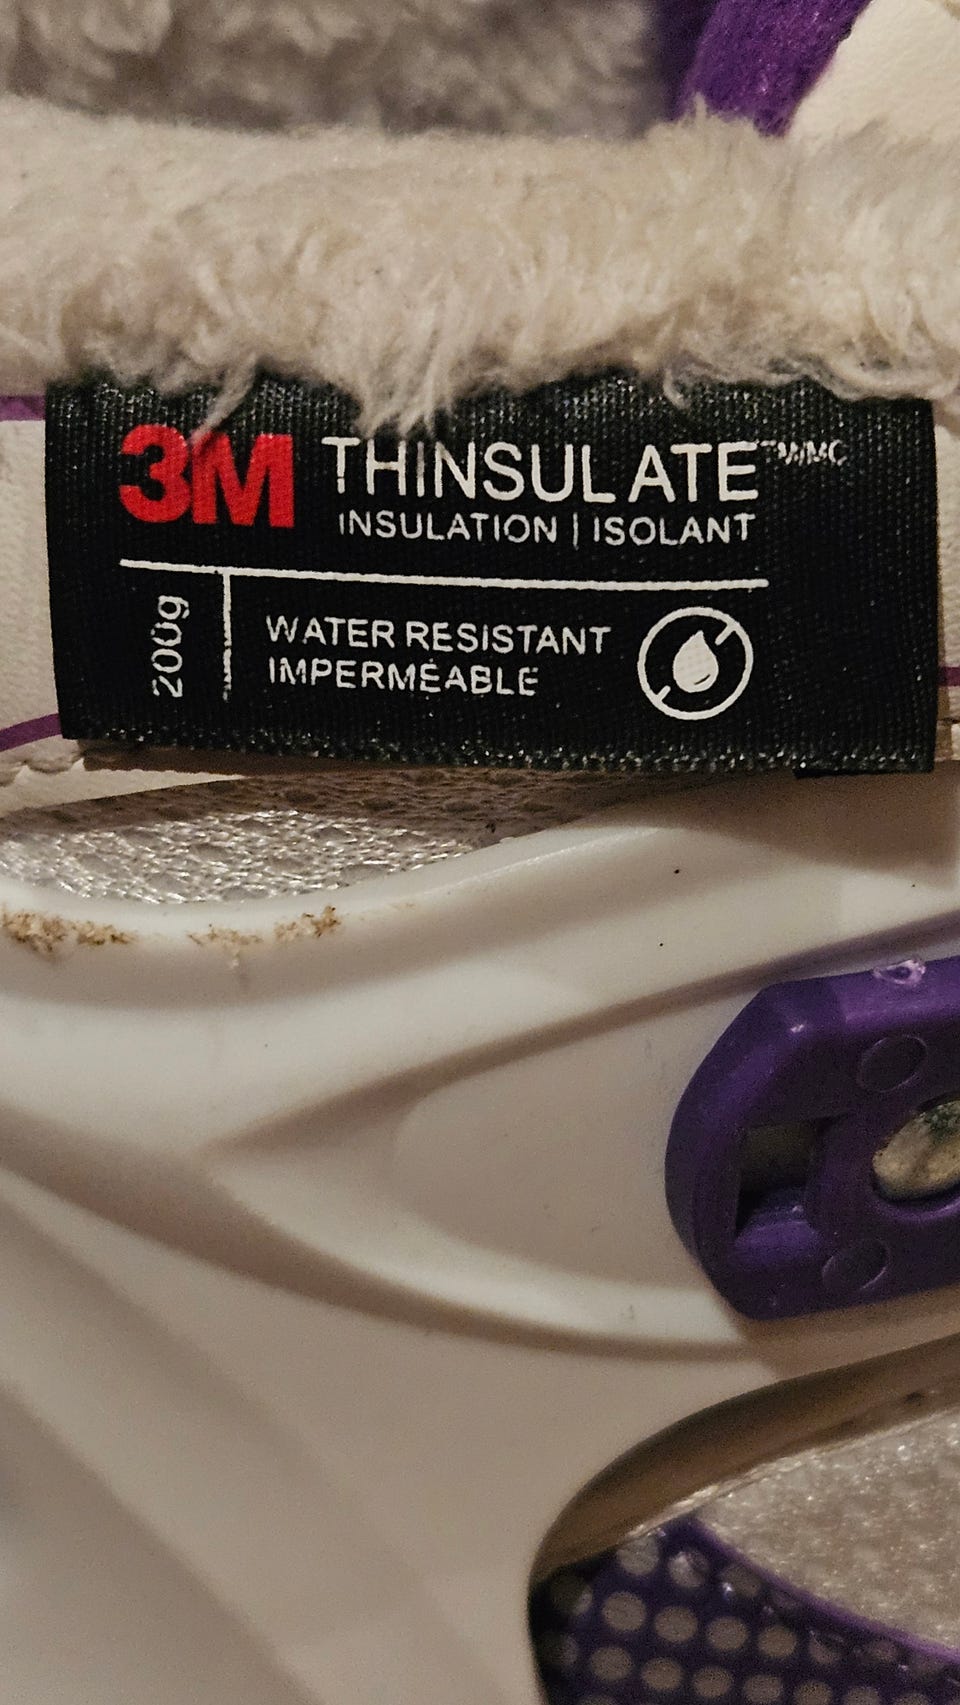 3M THINSULATE™MC
INSULATION | ISOLANT
200g
WATER RESISTANT
IMPERMÉABLE